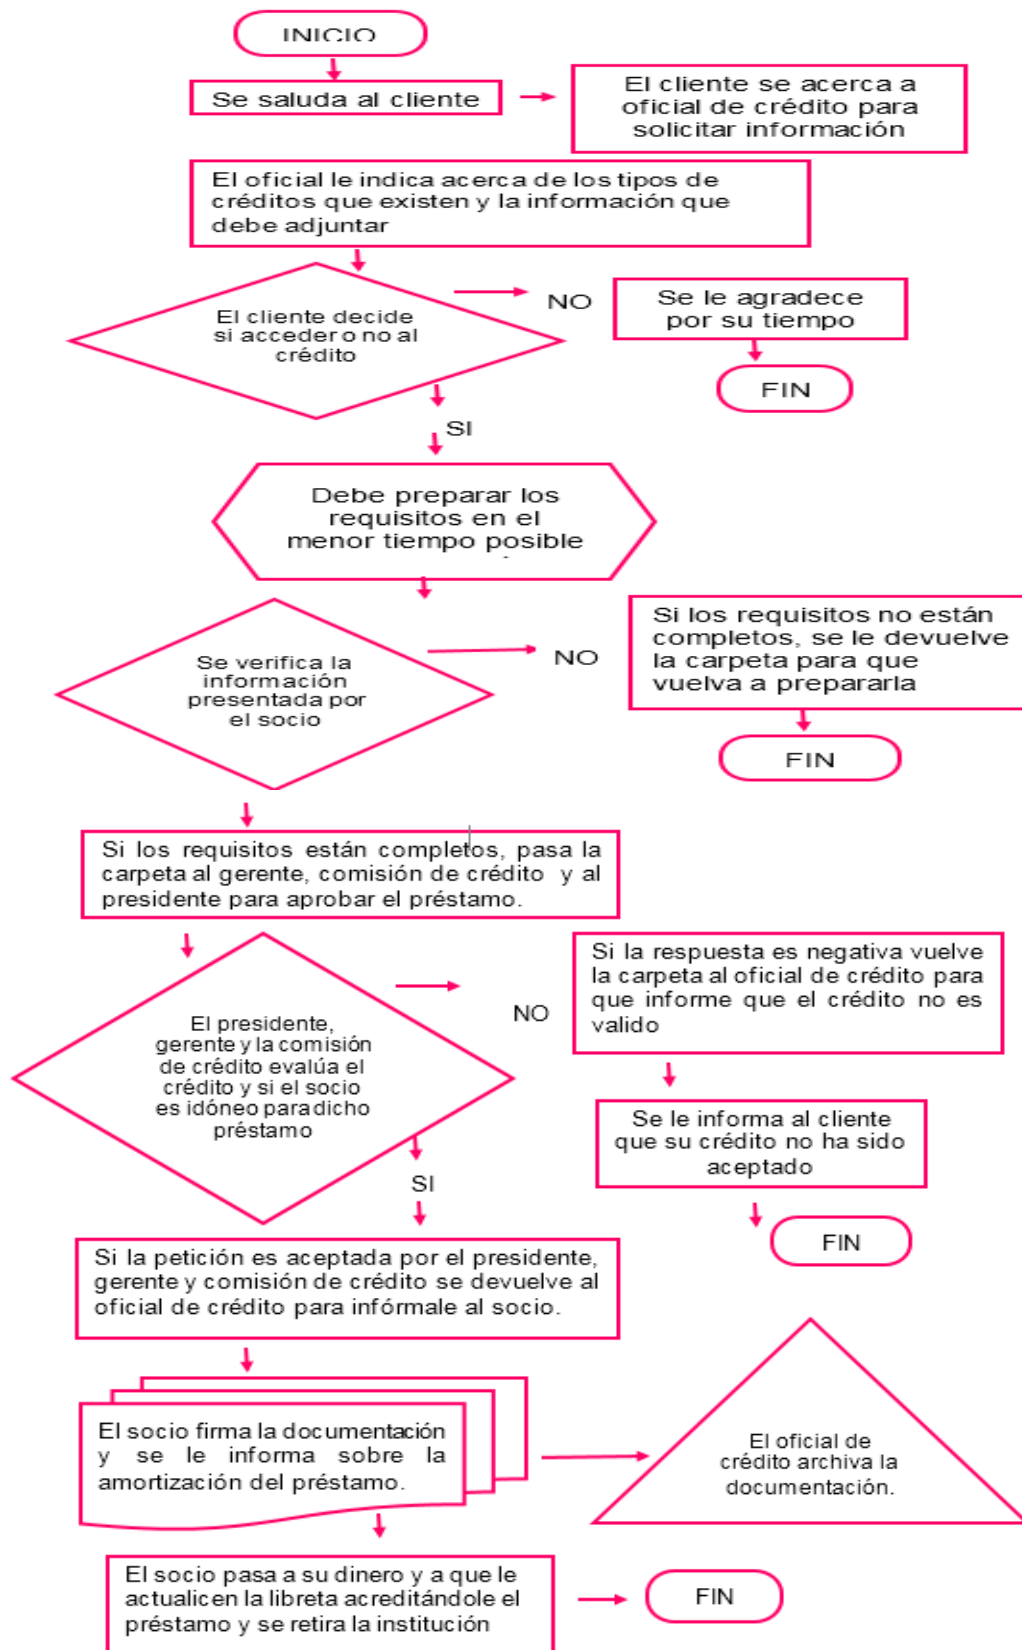 INICIO
Se saluda al cliente
El cliente se acerca a
oficial de crédito para
solicitar información
El oficial le indica acerca de los tipos de
créditos que existen y la información que
debe adjuntar
El cliente decide
si acceder o no al
crédito
NO
Se le agradece
por su tiempo
FIN
SI
Debe preparar los
requisitos en el
menor tiempo posible
Se verifica la
información
presentada por
el socio
NO
Si los requisitos no están
completos, se le devuelve
la carpeta para que
vuelva a prepararla
FIN
Si los requisitos están completos, pasa la
carpeta al gerente, comisión de crédito y al
presidente para aprobar el préstamo.
El presidente,
gerente y la comisión
de crédito evalúa el
crédito y si el socio
es idóneo para dicho
préstamo
NO
Si la respuesta es negativa vuelve
la carpeta al oficial de crédito para
que informe que el crédito no es
valido
Se le informa al cliente
que su crédito no ha sido
aceptado
FIN
SI
Si la petición es aceptada por el presidente,
gerente y comisión de crédito se devuelve al
oficial de crédito para infórmale al socio.
El socio firma la documentación
y se le informa sobre la
amortización del préstamo.
El oficial de
crédito archiva la
documentación.
El socio pasa a su dinero y a que le
actualicen la libreta acreditándole el
préstamo y se retira la institución
FIN